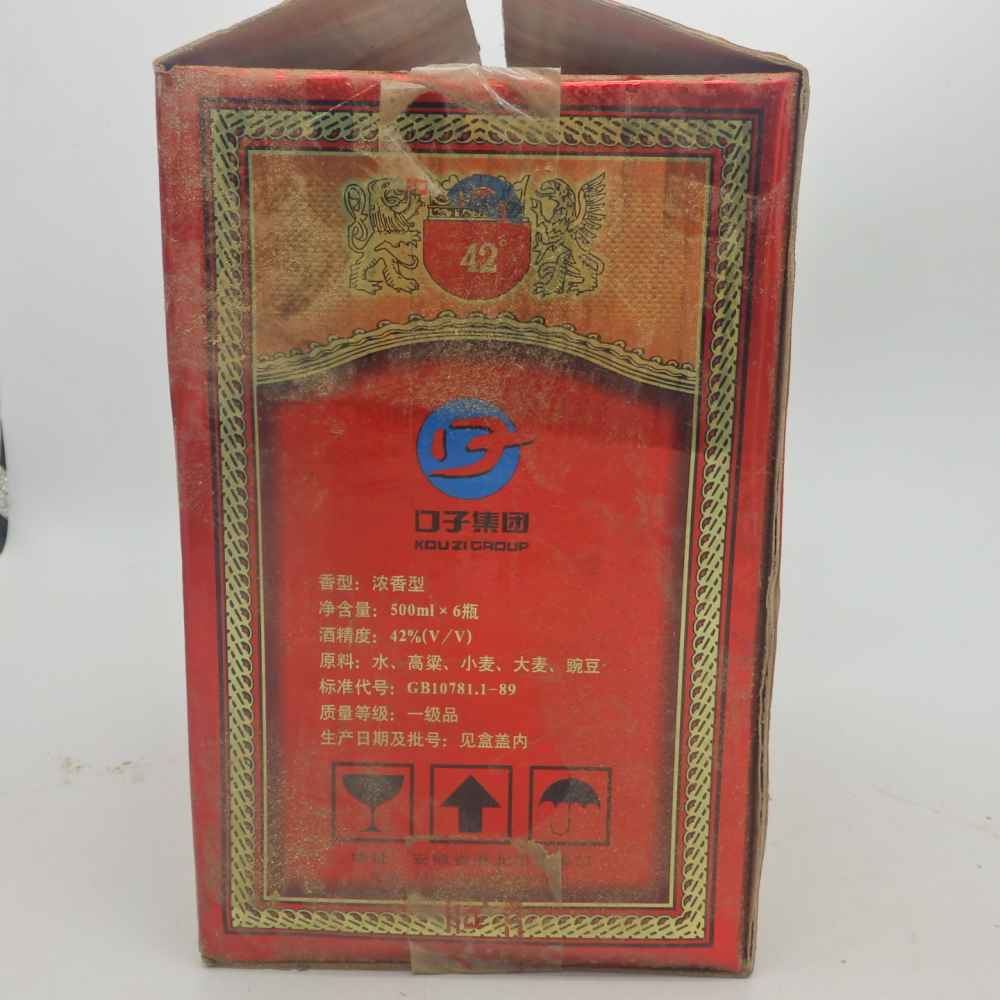 42°
口子集团
KOUZI GROUP
香型：浓香型
净含量：500ml×6瓶
酒精度：42%(V/V)
原料：水、高粱、小麦、大麦、豌豆
标准代号：GB10781.1-89
质量等级：一级品
生产日期及批号：见盒盖内